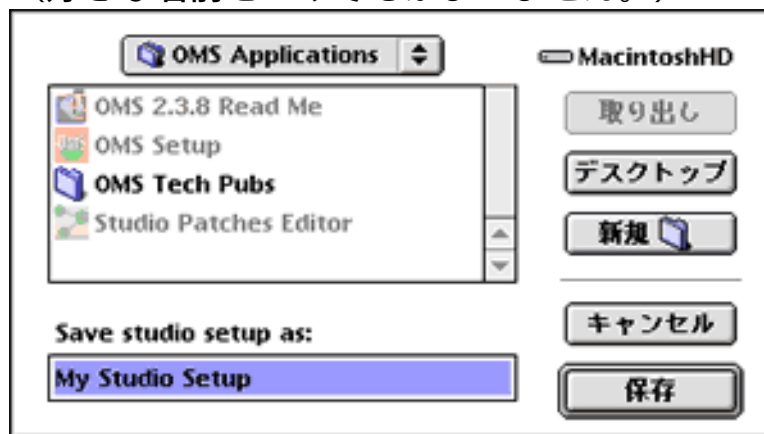 OMS Applications
MacintoshHD
OMS 2.3.8 Read Me
OMS Setup
OMS Tech Pubs
Studio Patches Editor
取り出し
デスクトップ
新規
Save studio setup as:
My Studio Setup
キャンセル
保存